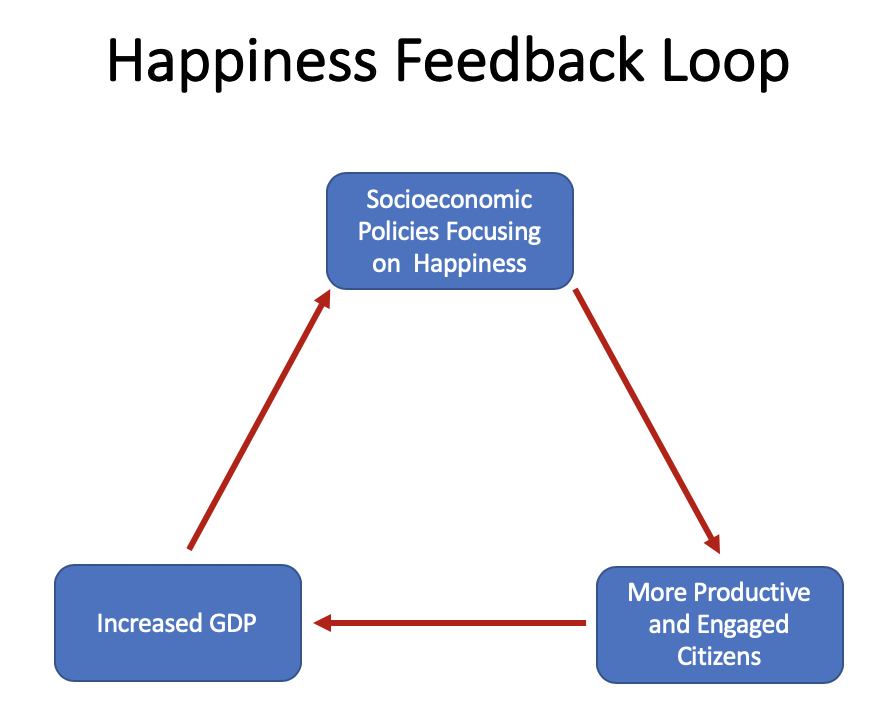 Happiness Feedback Loop
Socioeconomic
Policies Focusing
on  Happiness
Increased GDP
More Productive
and Engaged
Citizens